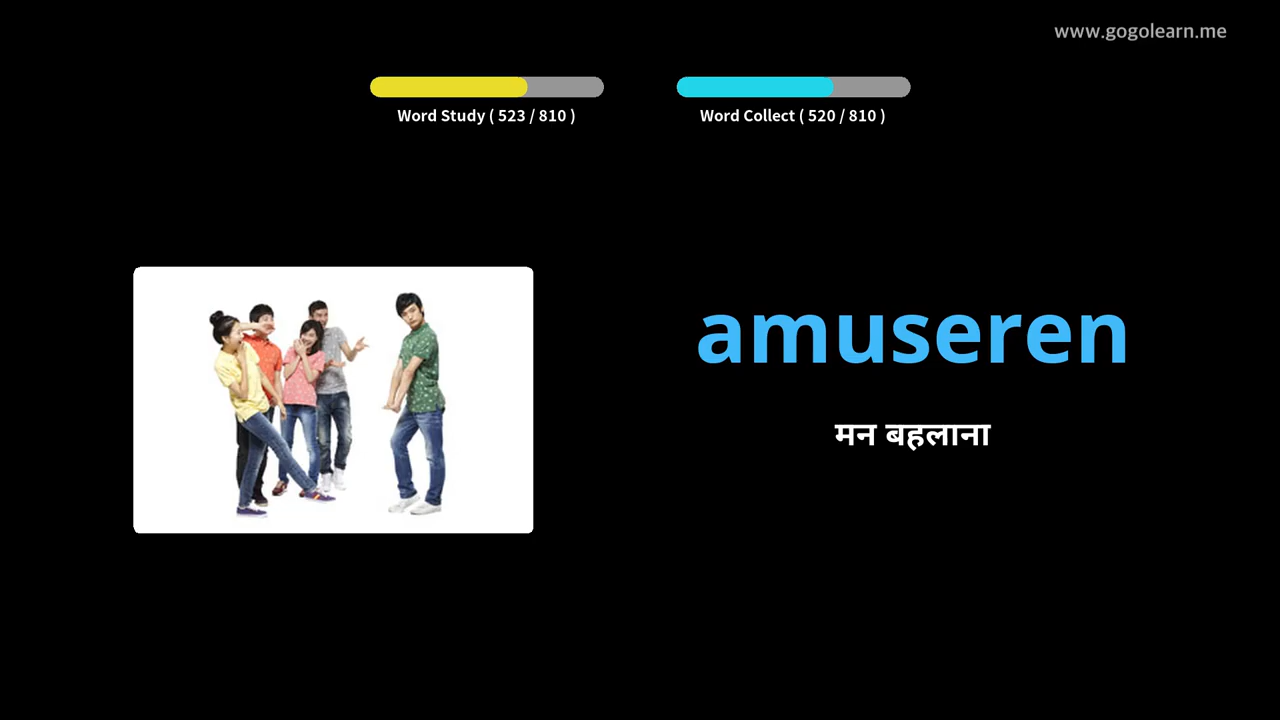 www.gogolearn.me
Word Study ( 523 / 810 )
Word Collect ( 520 / 810 )
amuseren
मन बहलाना